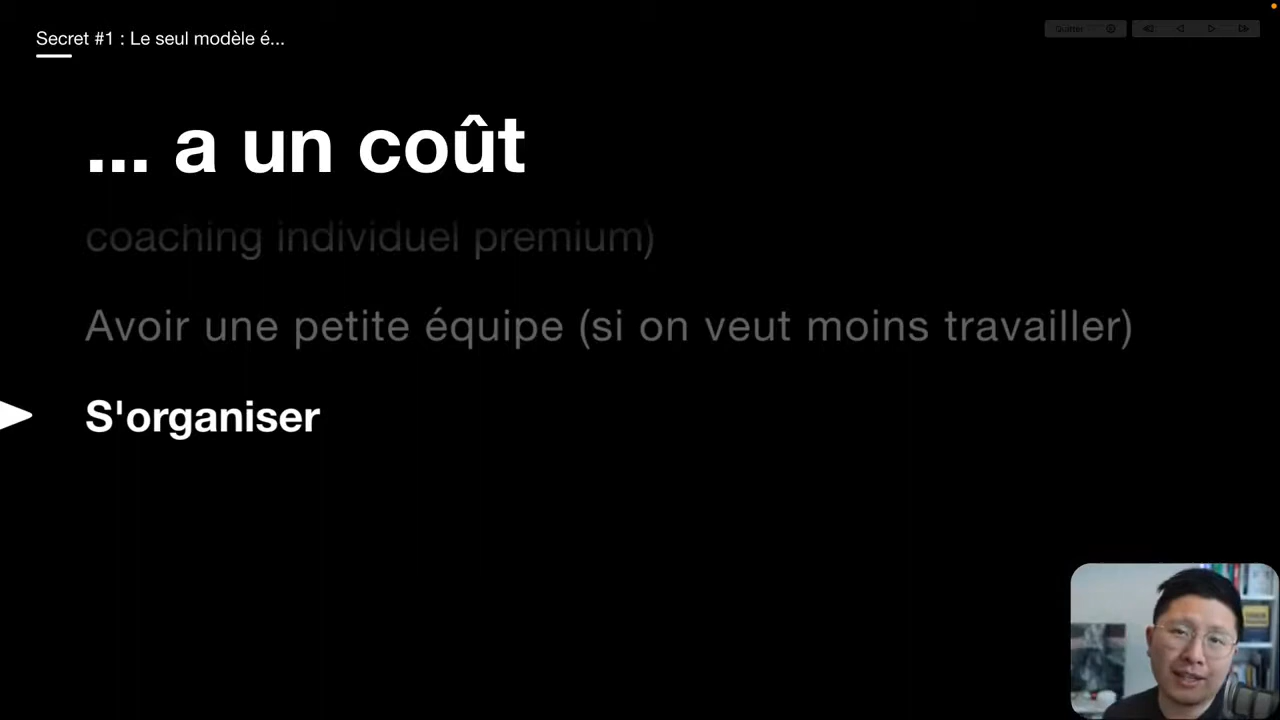 Secret #1 : Le seul modèle é...
Quitter
... a un coût
coaching individuel premium)
Avoir une petite équipe (si on veut moins travailler)
S'organiser